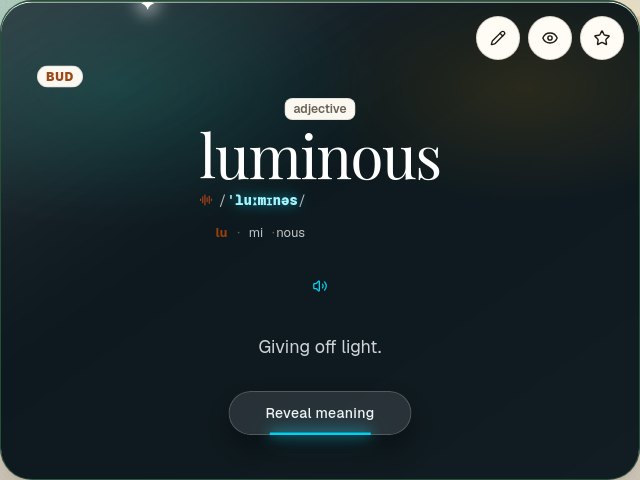 BUD
adjective
luminous
/ˈluːmɪnəs/
lu · mi · nous
Giving off light.
Reveal meaning